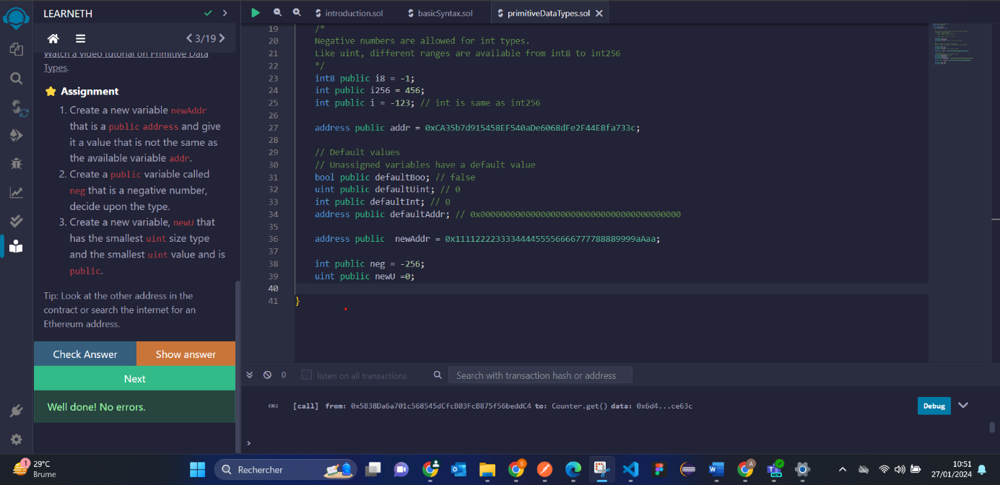 LEARNETH
introduction.sol
basicSyntax.sol
primitiveDataTypes.sol
3/19
Watch a video tutorial on Primitive Data
Types.
Assignment
1. Create a new variable newAddr
that is a public address and give
it a value that is not the same as
the available variable addr.
2. Create a public variable called
neg that is a negative number,
decide upon the type.
3. Create a new variable, newU that
has the smallest uint size type
and the smallest uint value and is
public.
Tip: Look at the other address in the
contract or search the internet for an
Ethereum address.
Check Answer
Show answer
Next
Well done! No errors.
19 /*
20 Negative numbers are allowed for int types.
21 Like uint, different ranges are available from int8 to int256
22 */
23 int8 public i8 = -1;
24 int public i256 = 456;
25 int public i = -123; // int is same as int256
26
27 address public addr = 0xCA35b7d915458EF540aDe6068dFe2F44E8fa733c;
28
29 // Default values
30 // Unassigned variables have a default value
31 bool public defaultBoo; // false
32 uint public defaultUint; // 0
33 int public defaultInt; // 0
34 address public defaultAddr; // 0x0000000000000000000000000000000000000000
35
36 address public  newAddr = 0x1111222233334444555566667777888899999aAaa;
37
38 int public neg = -256;
39 uint public newU =0;
40
41 }
0
listen on all transactions
Search with transaction hash or address
CALL
[call] from: 0x5B38Da6a701c568545dCfcB03FcB875f56beddC4 to: Counter.get() data: 0x6d4...ce63c
Debug
>
1
29°C
Brume
Rechercher
10:51
27/01/2024